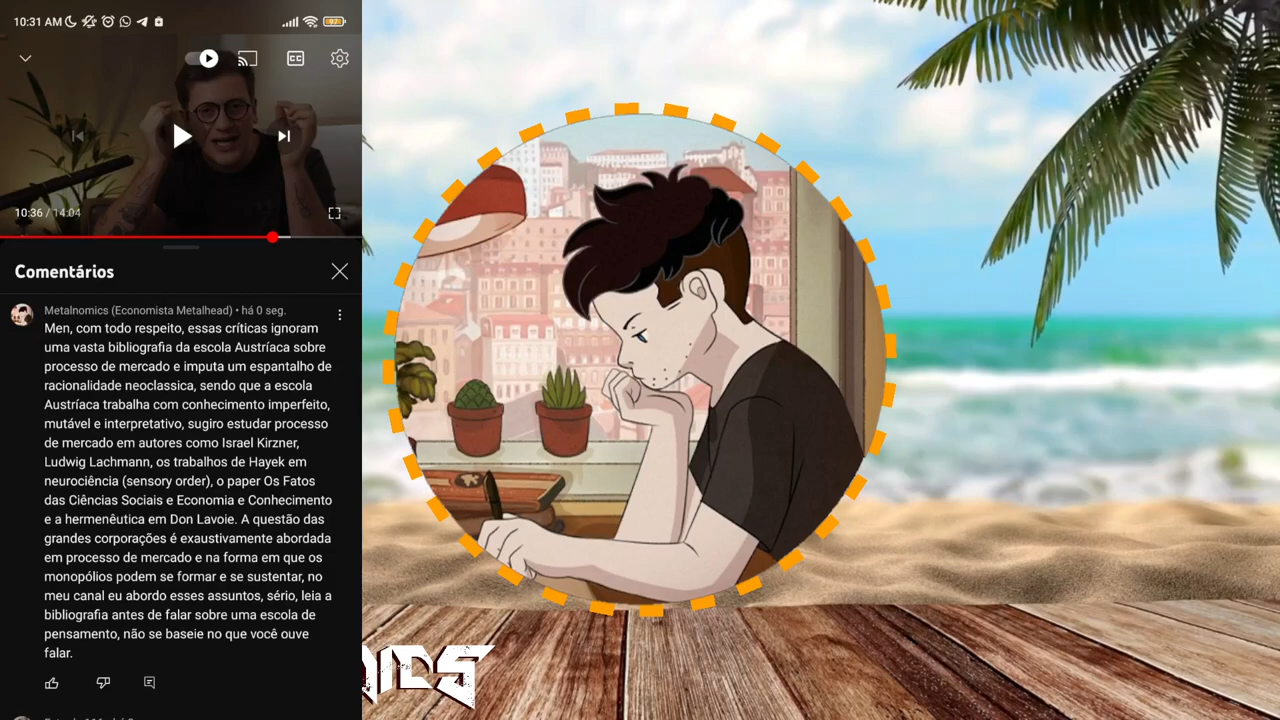 10:31 AM
97
CC
10:36 / 14:04
Comentários
Metalnomics (Economista Metalhead) • há 0 seg.
Men, com todo respeito, essas críticas ignoram
uma vasta bibliografia da escola Austríaca sobre
processo de mercado e imputa um espantalho de
racionalidade neoclassica, sendo que a escola
Austríaca trabalha com conhecimento imperfeito,
mutável e interpretativo, sugiro estudar processo
de mercado em autores como Israel Kirzner,
Ludwig Lachmann, os trabalhos de Hayek em
neurociência (sensory order), o paper Os Fatos
das Ciências Sociais e Economia e Conhecimento
e a hermenêutica em Don Lavoie. A questão das
grandes corporações é exaustivamente abordada
em processo de mercado e na forma em que os
monopólios podem se formar e se sustentar, no
meu canal eu abordo esses assuntos, sério, leia a
bibliografia antes de falar sobre uma escola de
pensamento, não se baseie no que você ouve
falar.